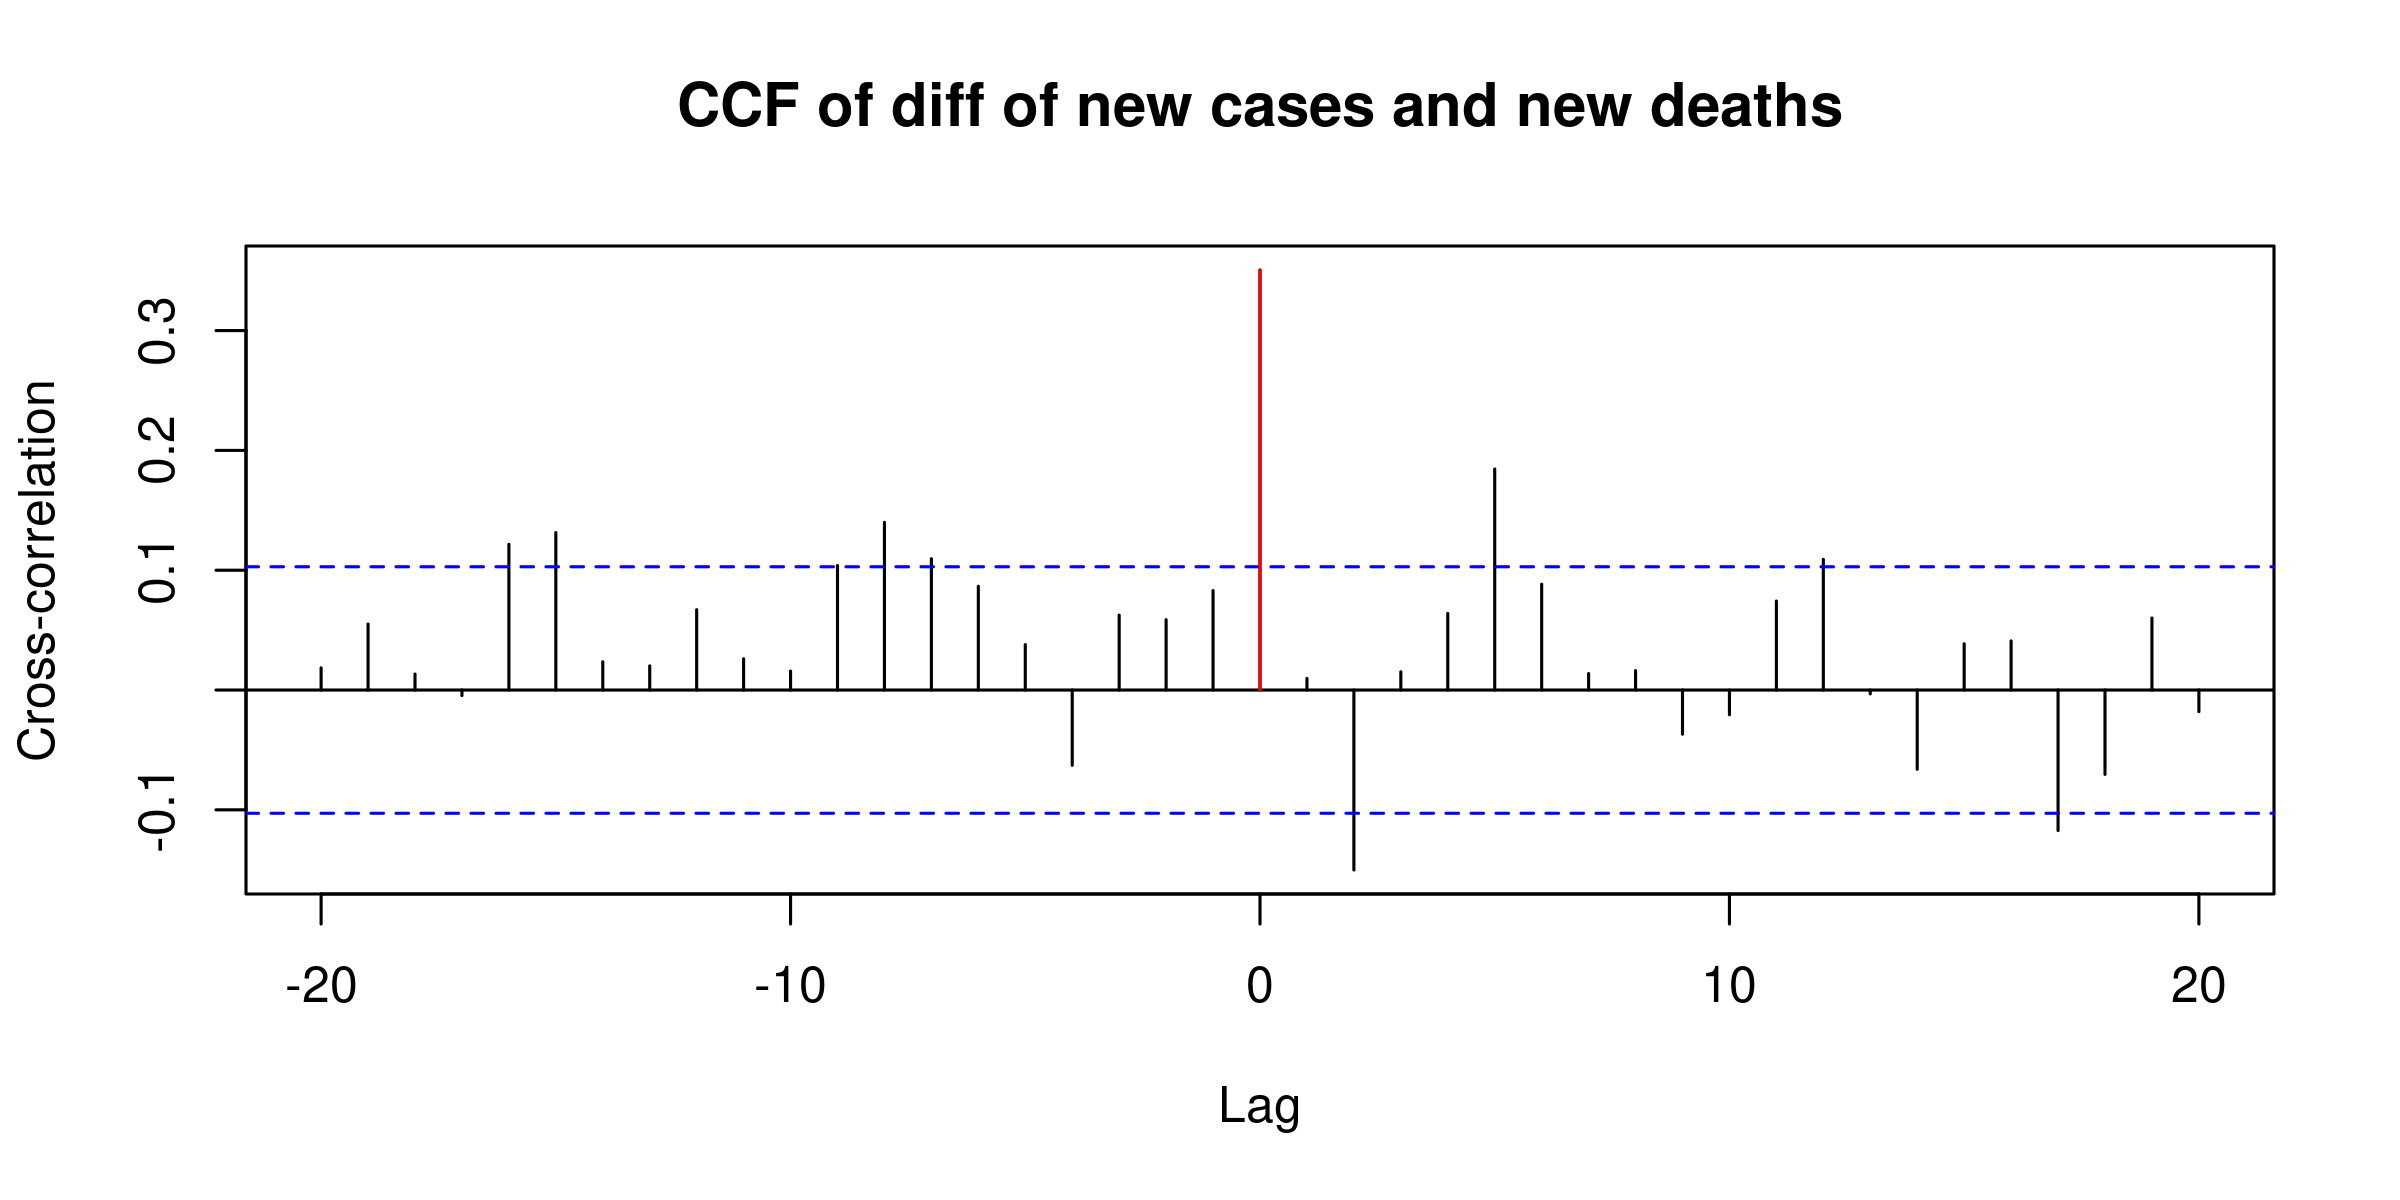 CCF of diff of new cases and new deaths
Cross-correlation
0.3
0.2
0.1
-0.1
-20 -10 0 10 20
Lag